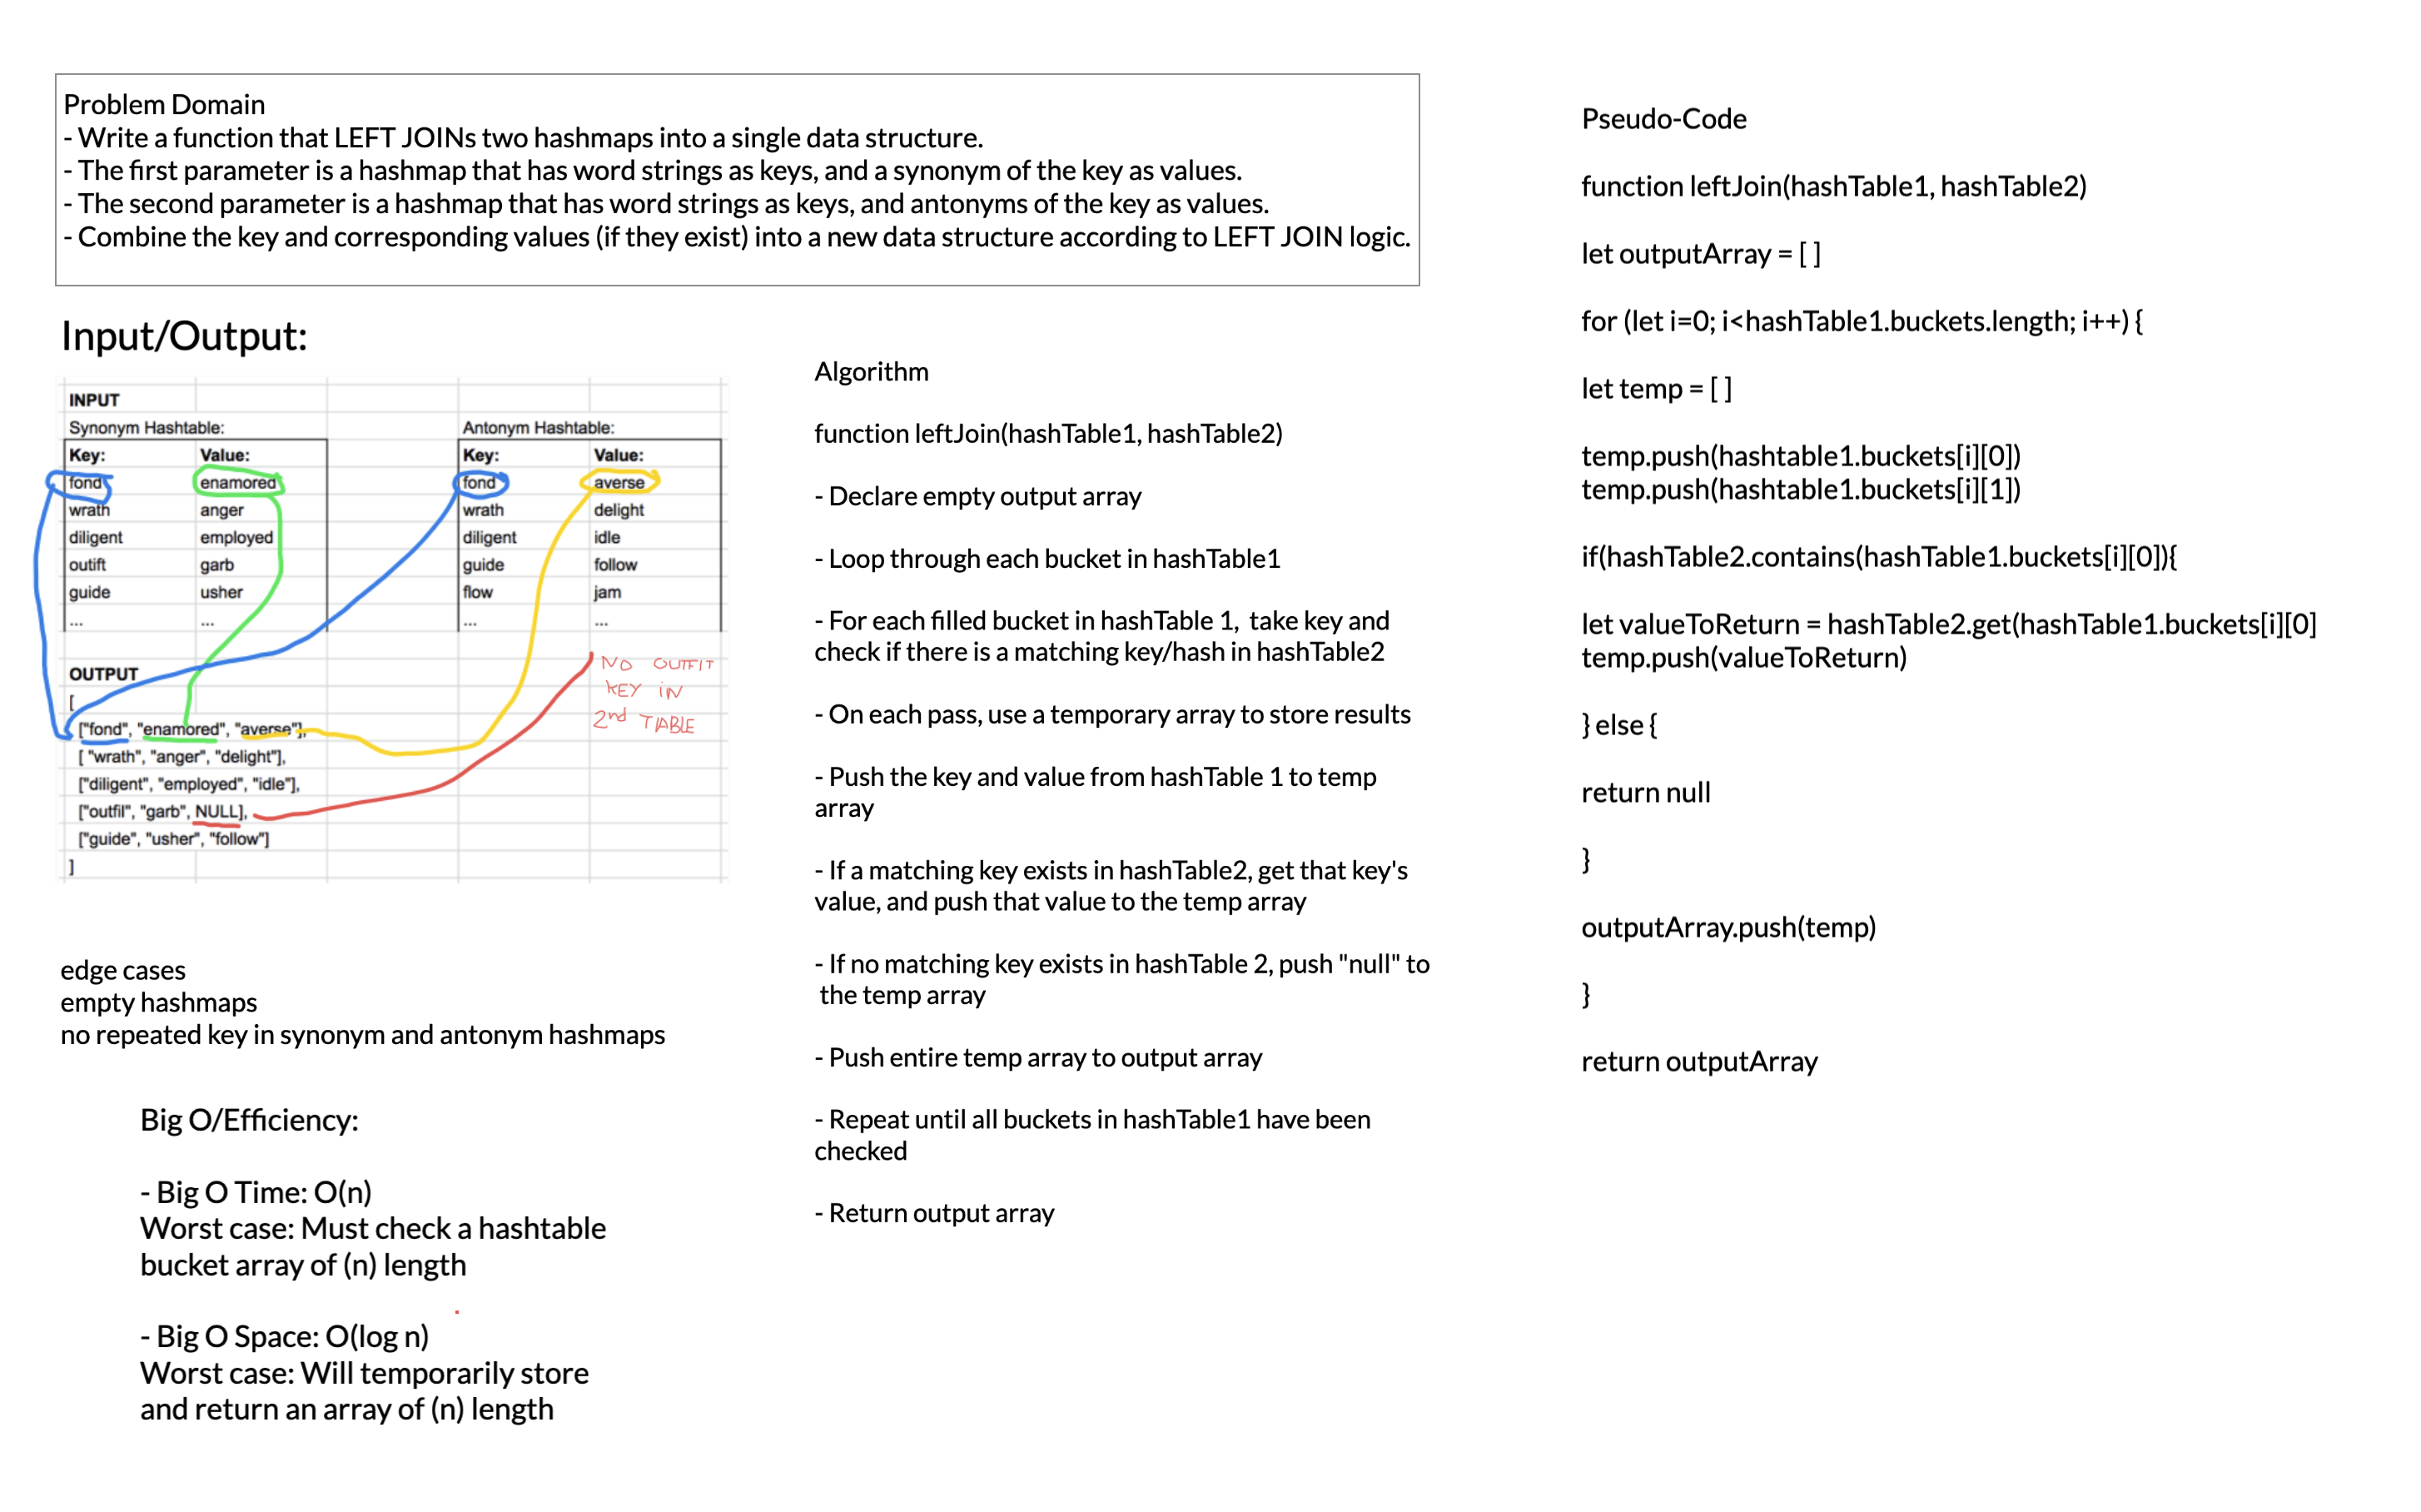 Problem Domain
- Write a function that LEFT JOINs two hashmaps into a single data structure.
- The first parameter is a hashmap that has word strings as keys, and a synonym of the key as values.
- The second parameter is a hashmap that has word strings as keys, and antonyms of the key as values.
- Combine the key and corresponding values (if they exist) into a new data structure according to LEFT JOIN logic.
Input/Output:
INPUT
Synonym Hashtable: Antonym Hashtable:
Key: Value: Key: Value:
fond enamored fond averse
wrath anger wrath delight
diligent employed diligent idle
outift garb guide follow
guide usher flow jam
... ... ... ...
OUTPUT
[
["fond", "enamored", "averse"],
[ "wrath", "anger", "delight"],
["diligent", "employed", "idle"],
["outfil", "garb", NULL],
["guide", "usher", "follow"]
]
NO OUTFIT
KEY iN
2nd TABLE
edge cases
empty hashmaps
no repeated key in synonym and antonym hashmaps
Big O/Efficiency:
- Big O Time: O(n)
Worst case: Must check a hashtable
bucket array of (n) length
- Big O Space: O(log n)
Worst case: Will temporarily store
and return an array of (n) length
Algorithm
function leftJoin(hashTable1, hashTable2)
- Declare empty output array
- Loop through each bucket in hashTable1
- For each filled bucket in hashTable 1, take key and
check if there is a matching key/hash in hashTable2
- On each pass, use a temporary array to store results
- Push the key and value from hashTable 1 to temp
array
- If a matching key exists in hashTable2, get that key's
value, and push that value to the temp array
- If no matching key exists in hashTable 2, push "null" to
the temp array
- Push entire temp array to output array
- Repeat until all buckets in hashTable1 have been
checked
- Return output array
Pseudo-Code
function leftJoin(hashTable1, hashTable2)
let outputArray = [ ]
for (let i=0; i<hashTable1.buckets.length; i++) {
let temp = [ ]
temp.push(hashtable1.buckets[i][0])
temp.push(hashtable1.buckets[i][1])
if(hashTable2.contains(hashTable1.buckets[i][0]){
let valueToReturn = hashTable2.get(hashTable1.buckets[i][0]
temp.push(valueToReturn)
} else {
return null
}
outputArray.push(temp)
}
return outputArray